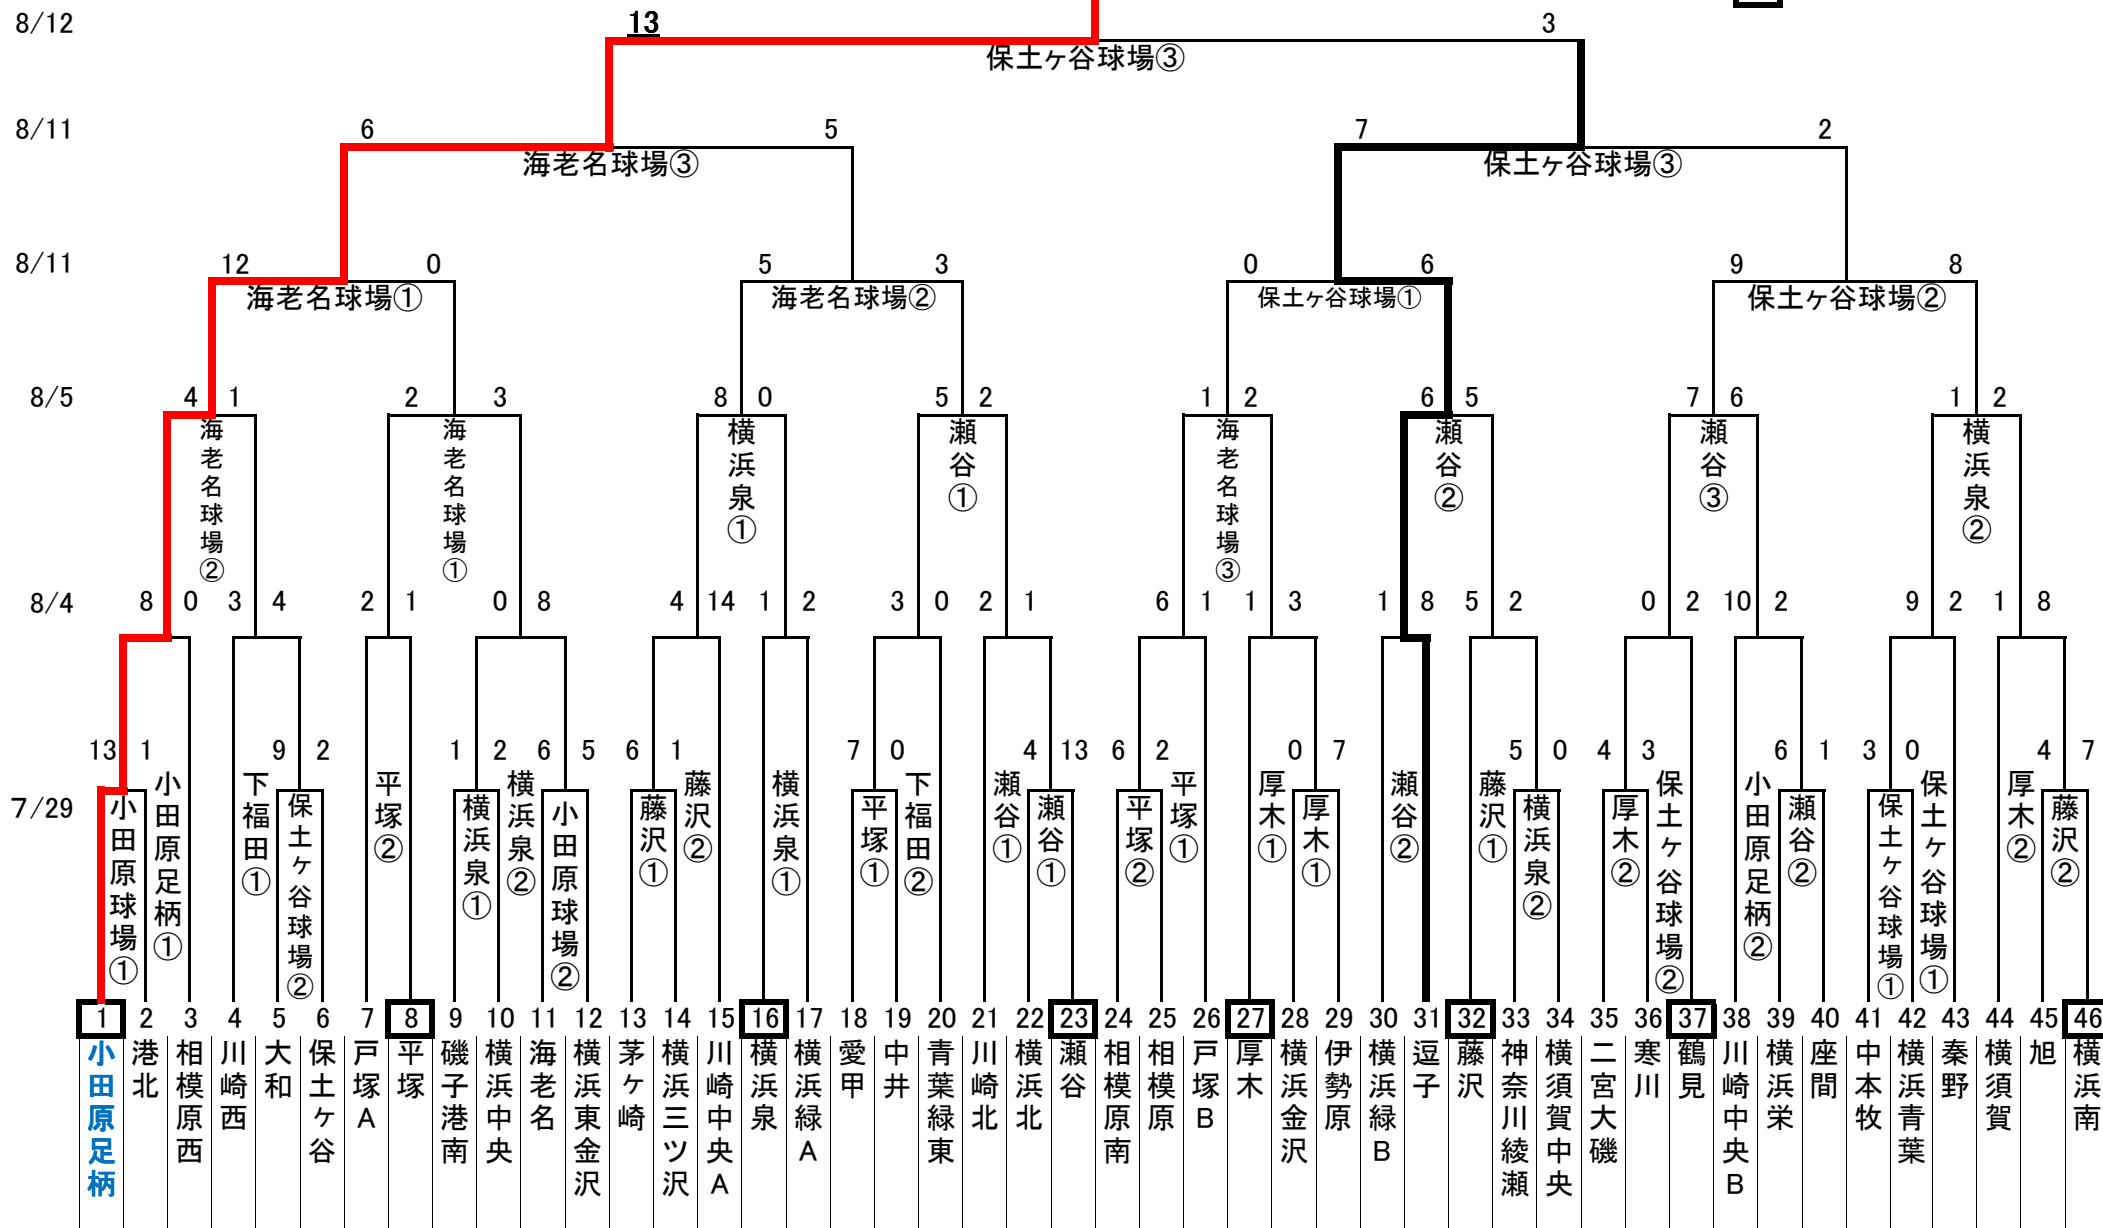 8/12 13 3
保土ヶ谷球場③
8/11 6 5 7 2
海老名球場③ 保土ヶ谷球場③
8/11 12 0 5 3 0 6 9 8
海老名球場① 海老名球場② 保土ヶ谷球場① 保土ヶ谷球場②
8/5 4 1 2 3 8 0 5 2 1 2 6 5 7 6 1 2
海老名球場②
海老名球場①
横浜泉①
瀬谷①
海老名球場③
瀬谷②
瀬谷③
横浜泉②
8/4 8 0 3 4 2 1 0 8 4 14 1 2 3 0 2 1 6 1 1 3 1 8 5 2 0 2 10 2 9 2 1 8
13 1 9 2 1 2 6 5 6 1 7 0 4 13 6 2 0 7 5 0 4 3 6 1 3 0 4 7
7/29
小田原球場①
小田原足柄①
下福田①
保土ヶ谷球場②
平塚②
横浜泉①
横浜泉②
小田原球場②
藤沢①
藤沢②
横浜泉①
平塚①
下福田②
瀬谷①
瀬谷①
平塚②
平塚①
厚木①
厚木①
瀬谷②
藤沢①
横浜泉②
厚木②
保土ヶ谷球場②
小田原足柄②
瀬谷②
保土ヶ谷球場①
保土ヶ谷球場①
厚木②
藤沢②
1 2 3 4 5 6 7 8 9 10 11 12 13 14 15 16 17 18 19 20 21 22 23 24 25 26 27 28 29 30 31 32 33 34 35 36 37 38 39 40 41 42 43 44 45 46
小田原足柄
港北
相模原西
川崎西
大和
保土ヶ谷
戸塚A
平塚
磯子港南
横浜中央
海老名
横浜東金沢
茅ヶ崎
横浜三ツ沢
川崎中央A
横浜泉
横浜緑A
愛甲
中井
青葉緑東
川崎北
横浜北
瀬谷
相模原南
相模原
戸塚B
厚木
横浜金沢
伊勢原
横浜緑B
逗子
藤沢
神奈川綾瀬
横須賀中央
二宮大磯
寒川
鶴見
川崎中央B
横浜栄
座間
中本牧
横浜青葉
秦野
横須賀
旭
横浜南